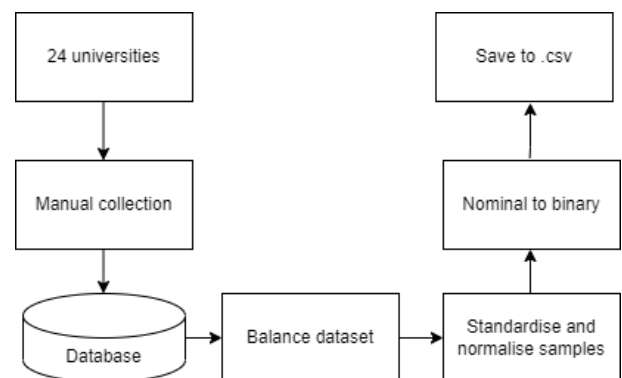 24 universities
Manual collection
Database
Balance dataset
Standardise and
normalise samples
Nominal to binary
Save to .csv